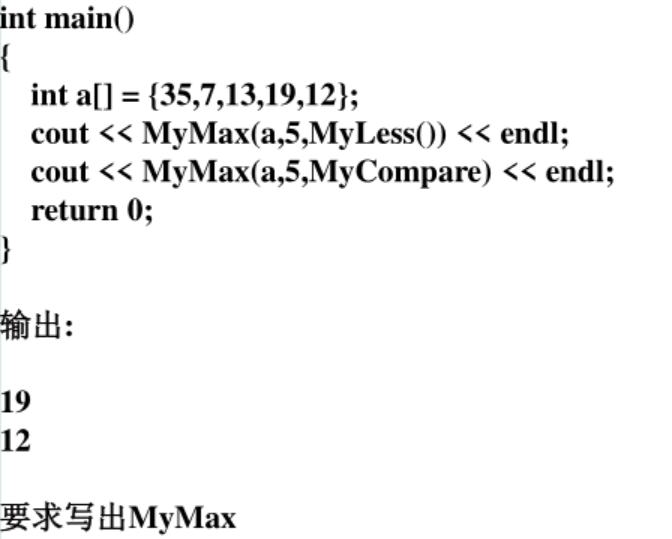 int main()
{
int a[] = {35,7,13,19,12};
cout << MyMax(a,5,MyLess()) << endl;
cout << MyMax(a,5,MyCompare) << endl;
return 0;
}
输出:
19
12
要求写出MyMax